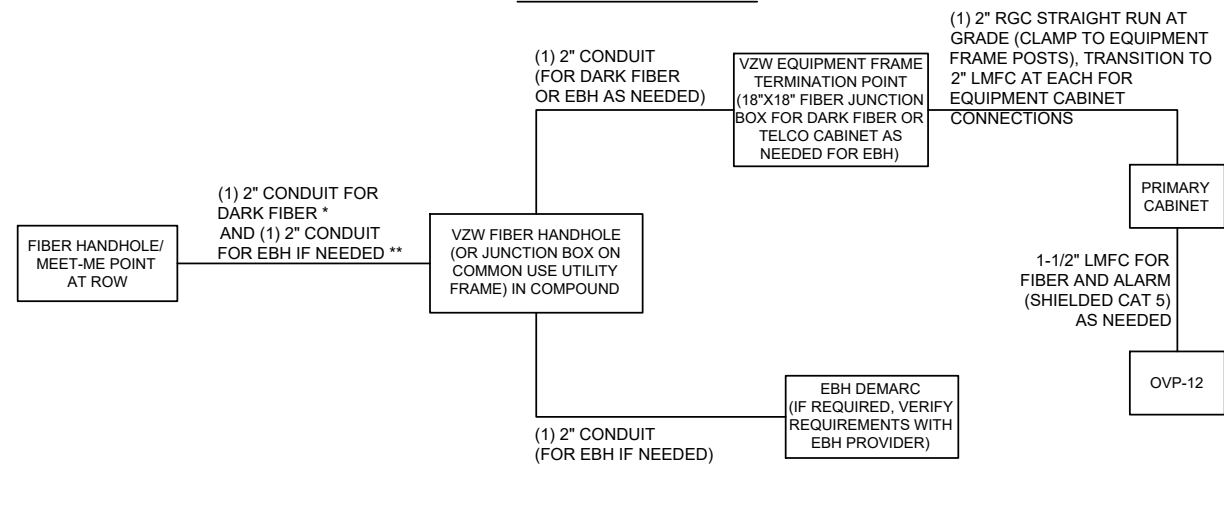 (1) 2" RGC STRAIGHT RUN AT
GRADE (CLAMP TO EQUIPMENT
FRAME POSTS), TRANSITION TO
2" LMFC AT EACH FOR
EQUIPMENT CABINET
CONNECTIONS
(1) 2" CONDUIT
(FOR DARK FIBER
OR EBH AS NEEDED)
VZW EQUIPMENT FRAME
TERMINATION POINT
(18"X18" FIBER JUNCTION
BOX FOR DARK FIBER OR
TELCO CABINET AS
NEEDED FOR EBH)
PRIMARY
CABINET
(1) 2" CONDUIT FOR
DARK FIBER *
AND (1) 2" CONDUIT
FOR EBH IF NEEDED **
FIBER HANDHOLE/
MEET-ME POINT
AT ROW
VZW FIBER HANDHOLE
(OR JUNCTION BOX ON
COMMON USE UTILITY
FRAME) IN COMPOUND
1-1/2" LMFC FOR
FIBER AND ALARM
(SHIELDED CAT 5)
AS NEEDED
OVP-12
EBH DEMARC
(IF REQUIRED, VERIFY
REQUIREMENTS WITH
EBH PROVIDER)
(1) 2" CONDUIT
(FOR EBH IF NEEDED)